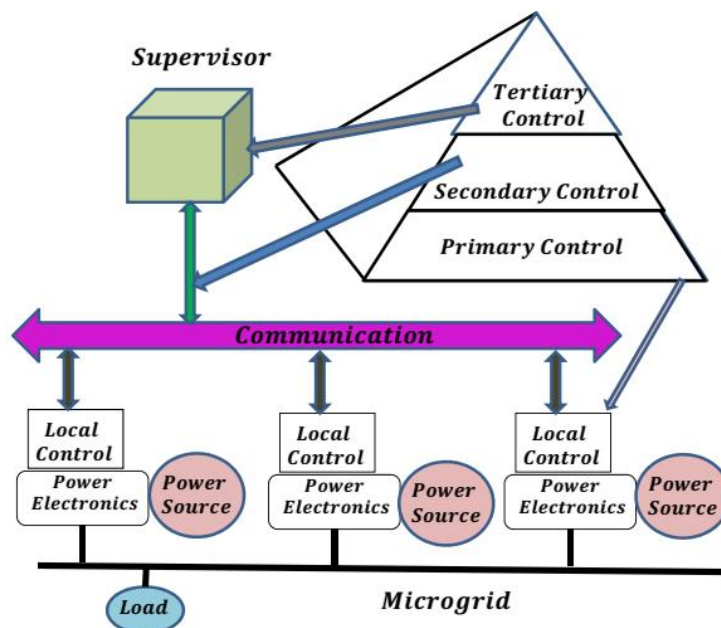 Supervisor
Tertiary
Control
Secondary Control
Primary Control
Communication
Local
Control
Power
Electronics
Power
Source
Local
Control
Power
Electronics
Power
Source
Local
Control
Power
Electronics
Power
Source
Load
Microgrid